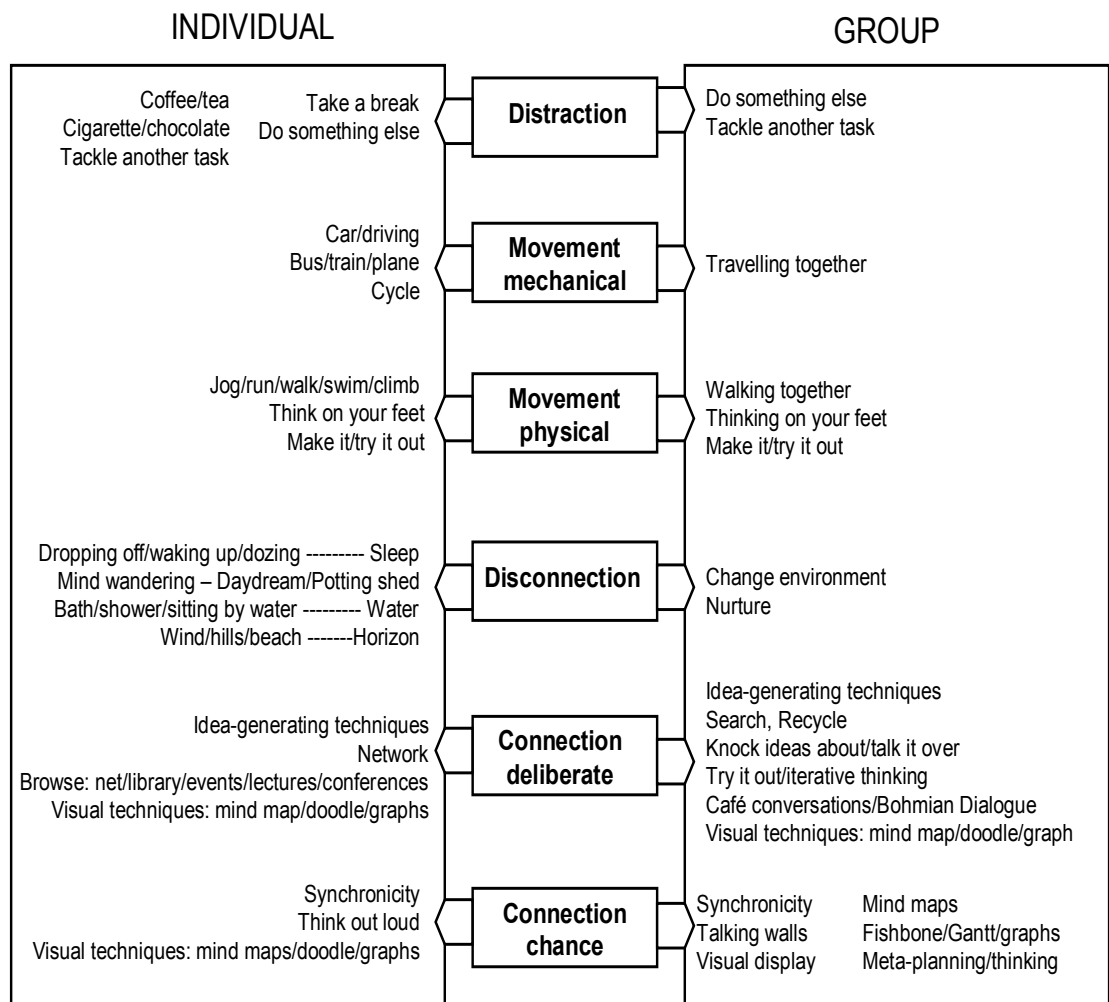 INDIVIDUAL
GROUP
Coffee/tea
Cigarette/chocolate
Tackle another task
Take a break
Do something else
Distraction
Do something else
Tackle another task
Car/driving
Bus/train/plane
Cycle
Movement
mechanical
Travelling together
Jog/run/walk/swim/climb
Think on your feet
Make it/try it out
Movement
physical
Walking together
Thinking on your feet
Make it/try it out
Dropping off/waking up/dozing --------- Sleep
Mind wandering – Daydream/Potting shed
Bath/shower/sitting by water --------- Water
Wind/hills/beach -------Horizon
Disconnection
Change environment
Nurture
Idea-generating techniques
Network
Browse: net/library/events/lectures/conferences
Visual techniques: mind map/doodle/graphs
Connection
deliberate
Idea-generating techniques
Search, Recycle
Knock ideas about/talk it over
Try it out/iterative thinking
Café conversations/Bohmian Dialogue
Visual techniques: mind map/doodle/graph
Synchronicity
Think out loud
Visual techniques: mind maps/doodle/graphs
Connection
chance
Synchronicity
Talking walls
Visual display
Mind maps
Fishbone/Gantt/graphs
Meta-planning/thinking